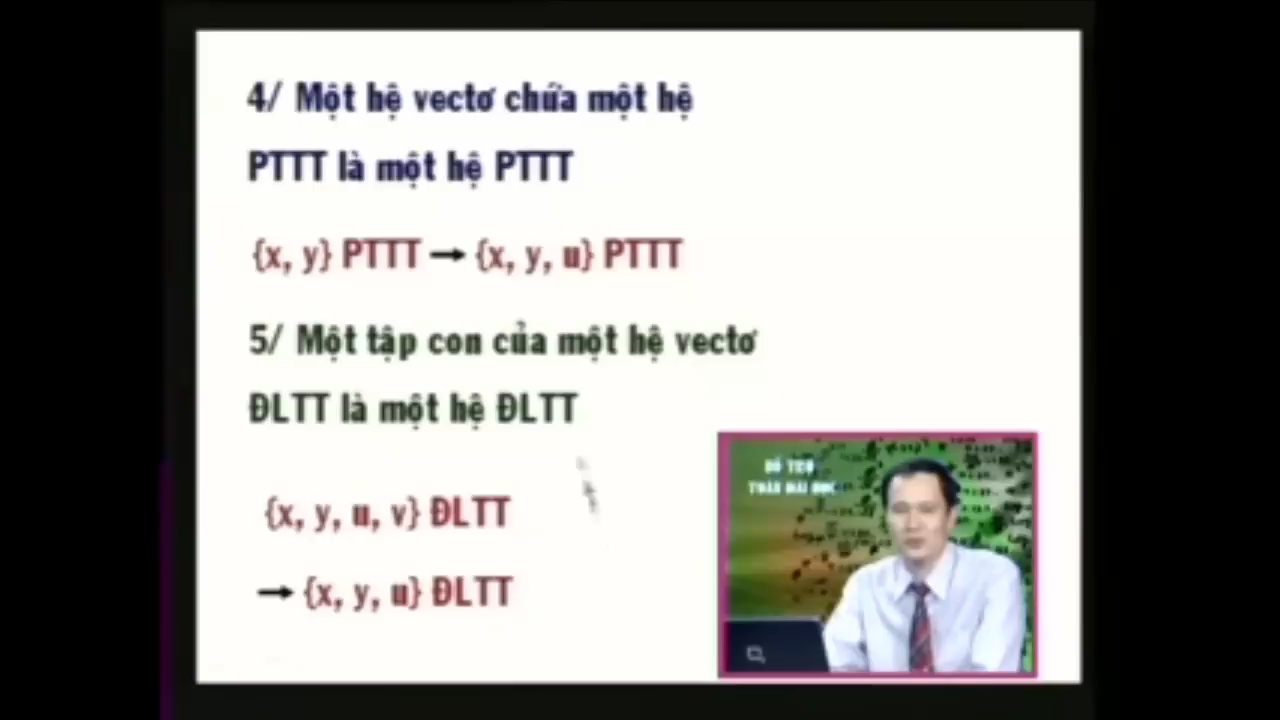 4/ Một hệ vectơ chứa một hệ
PTTT là một hệ PTTT
{x, y} PTTT → {x, y, u} PTTT
5/ Một tập con của một hệ vectơ
ĐLTT là một hệ ĐLTT
{x, y, u, v} ĐLTT
→ {x, y, u} ĐLTT